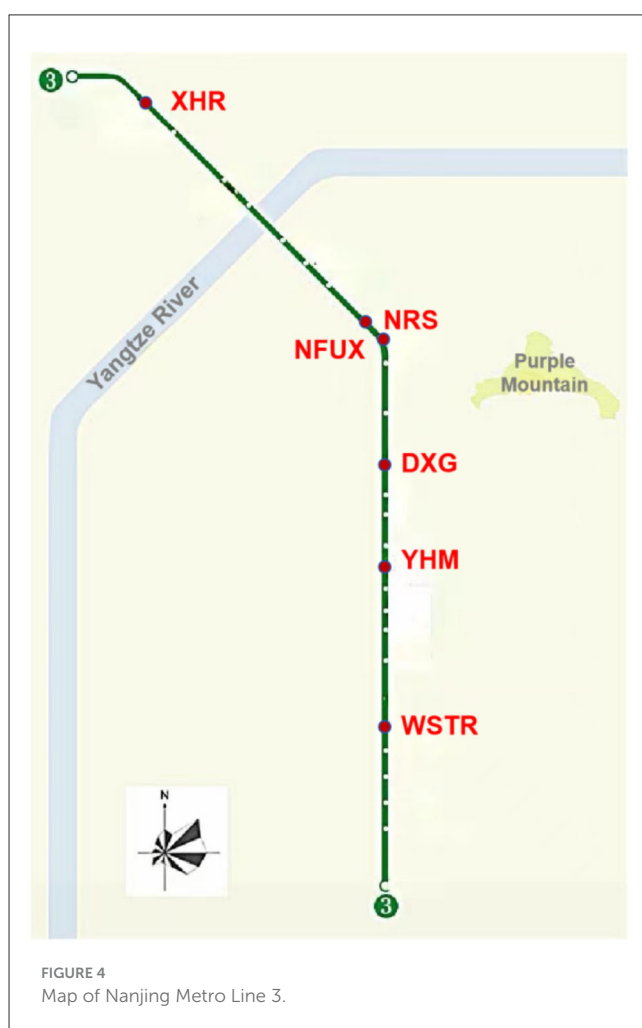 3
XHR
Yangtze River
NRS
NFUX
Purple
Mountain
DXG
YHM
WSTR
N
3
FIGURE 4
Map of Nanjing Metro Line 3.